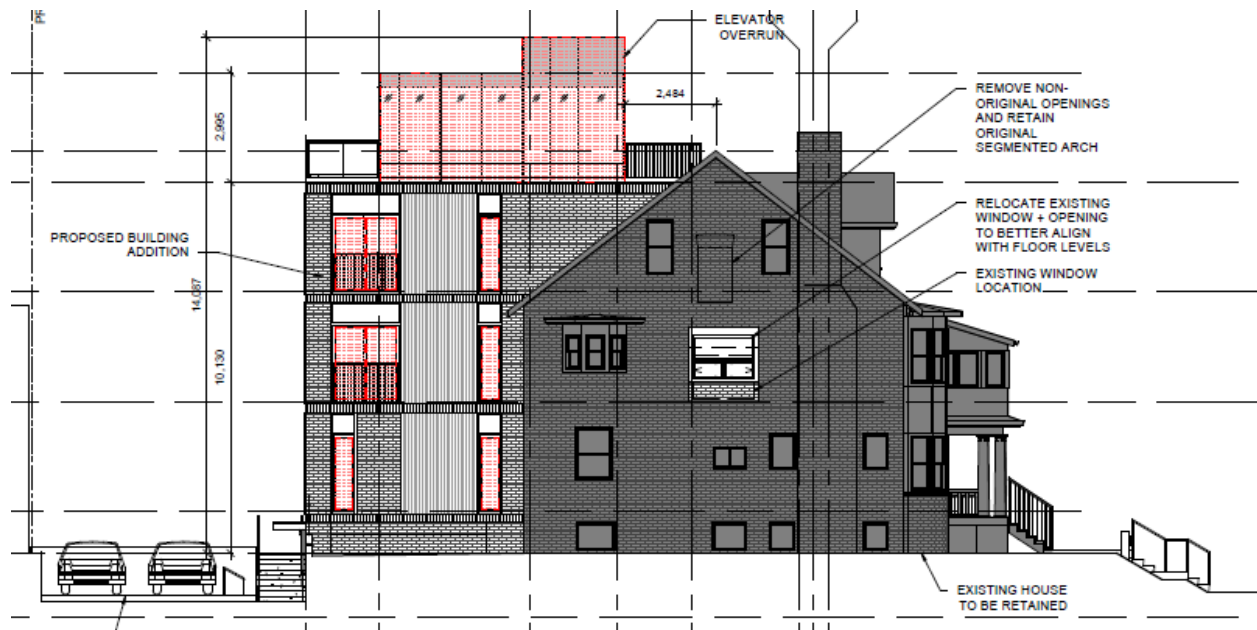 ELEVATOR
OVERRUN
2,484
REMOVE NON-
ORIGINAL OPENINGS
AND RETAIN
ORIGINAL
SEGMENTED ARCH
2,995
RELOCATE EXISTING
WINDOW + OPENING
TO BETTER ALIGN
WITH FLOOR LEVELS
PROPOSED BUILDING
ADDITION
EXISTING WINDOW
LOCATION
14,087
10,130
EXISTING HOUSE
TO BE RETAINED